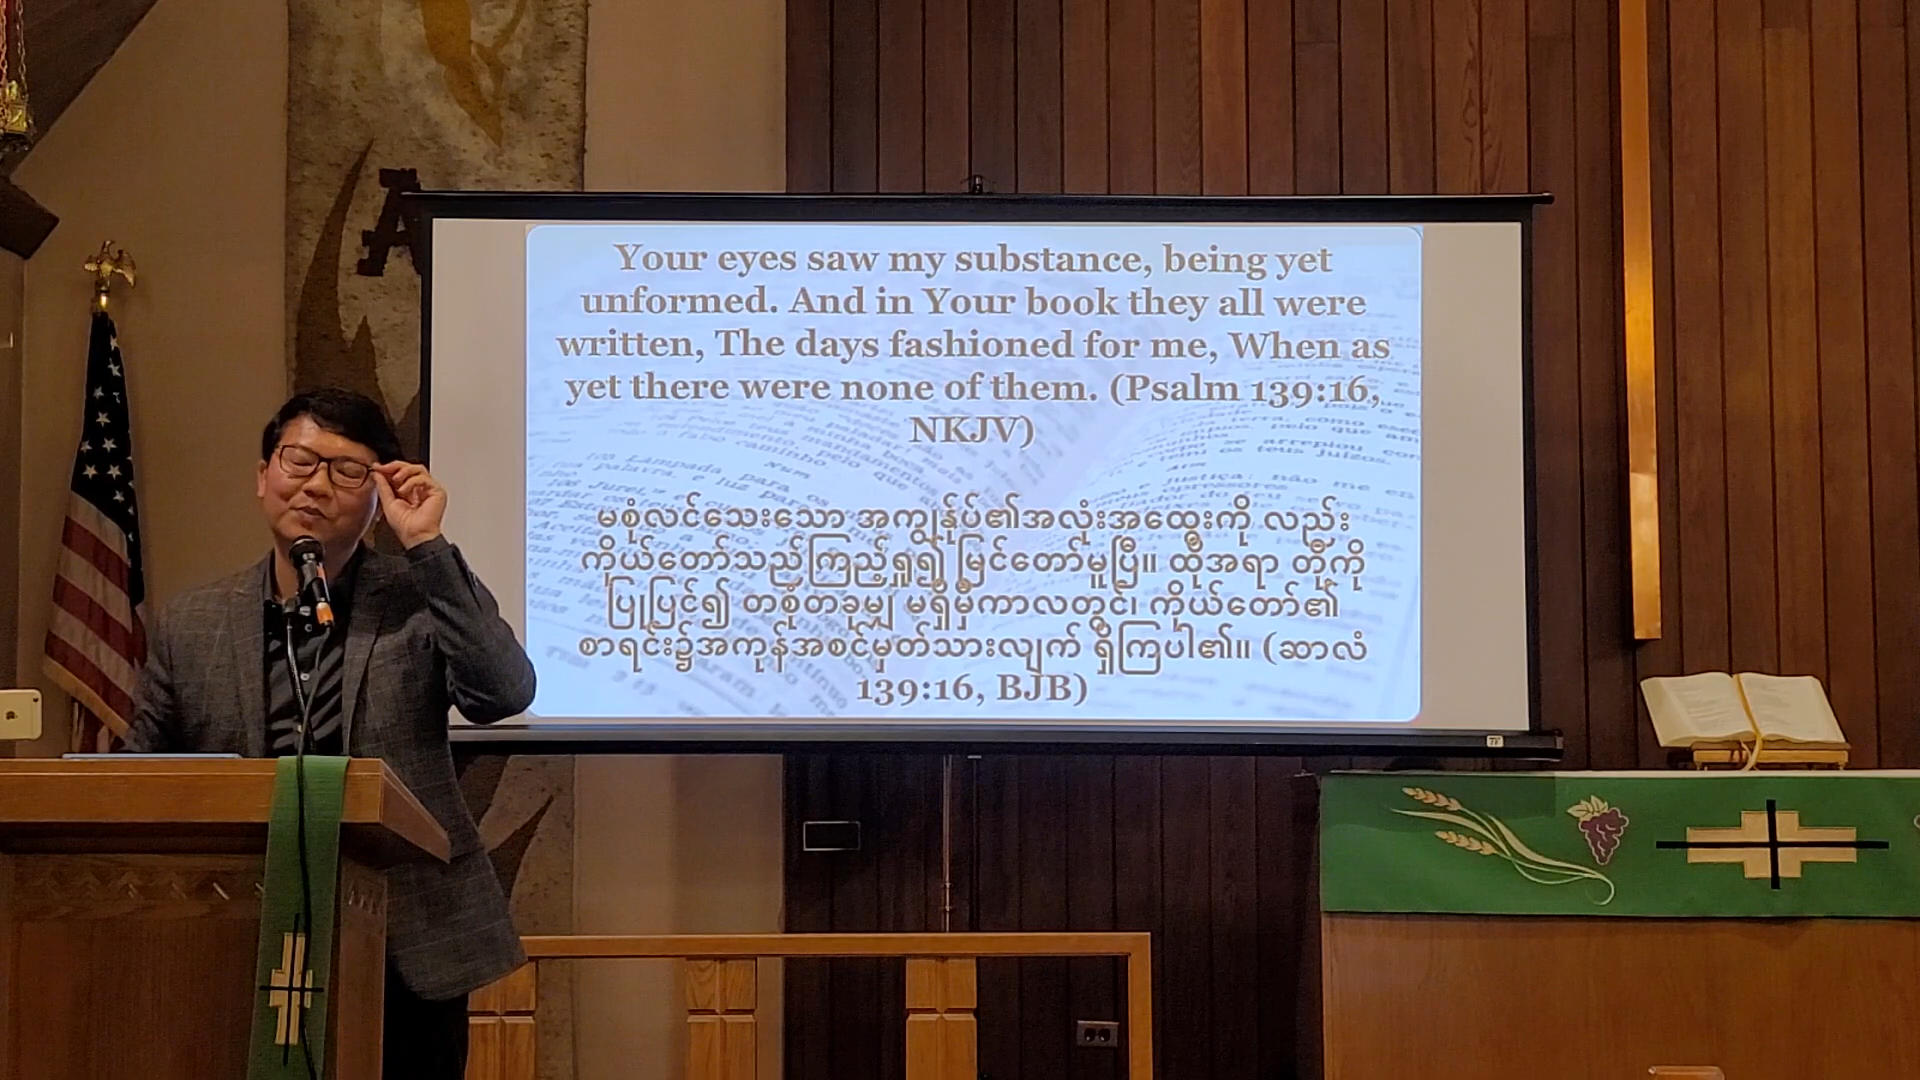 Your eyes saw my substance, being yet
unformed. And in Your book they all were
written, The days fashioned for me, When as
yet there were none of them. (Psalm 139:16,
NKJV)
မစုံလင်သေးသော အကျွန်ုပ်၏အလုံးအထွေးကို လည်း
ကိုယ်တော်သည်ကြည့်ရှု၍ မြင်တော်မူပြီ။ ထိုအရာ တို့ကို
ပြုပြင်၍ တစုံတခုမျှ မရှိမှီကာလတွင်၊ ကိုယ်တော်၏
စာရင်း၌အကုန်အစင်မှတ်သားလျက် ရှိကြပါ၏။ (ဆာလံ
139:16, BJB)